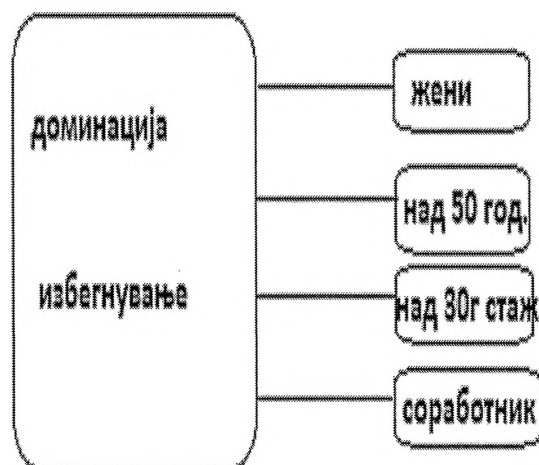 доминација
избегнување
жени
над 50 год.
над 30г стаж
соработник